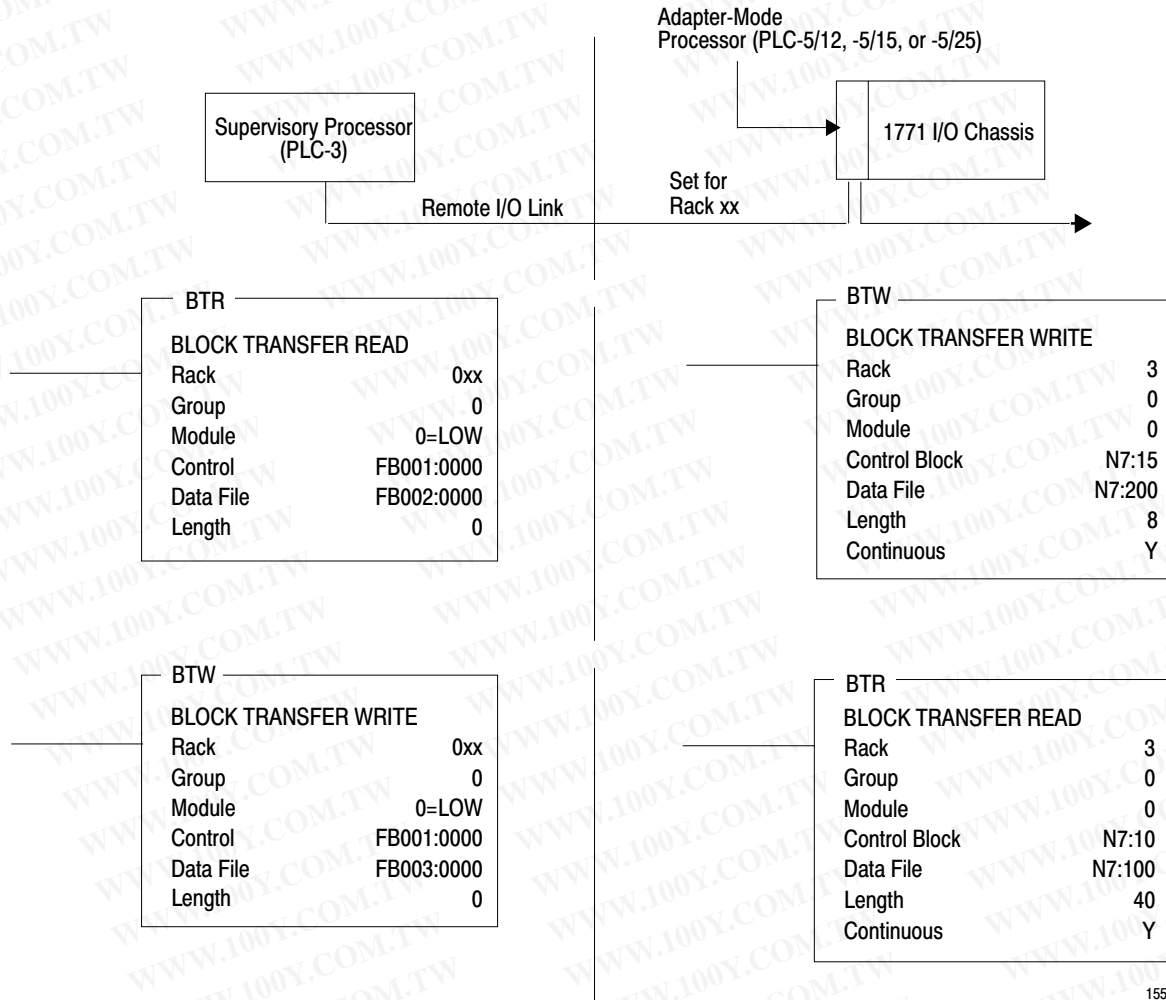 Adapter-Mode
Processor (PLC-5/12, -5/15, or -5/25)
Supervisory Processor
(PLC-3)
1771 I/O Chassis
Set for
Rack xx
Remote I/O Link
BTR
BLOCK TRANSFER READ
Rack 0xx
Group 0
Module 0=LOW
Control FB001:0000
Data File FB002:0000
Length 0
BTW
BLOCK TRANSFER WRITE
Rack 3
Group 0
Module 0
Control Block N7:15
Data File N7:200
Length 8
Continuous Y
BTW
BLOCK TRANSFER WRITE
Rack 0xx
Group 0
Module 0=LOW
Control FB001:0000
Data File FB003:0000
Length 0
BTR
BLOCK TRANSFER READ
Rack 3
Group 0
Module 0
Control Block N7:10
Data File N7:100
Length 40
Continuous Y
155
WWW.100Y.COM.TW